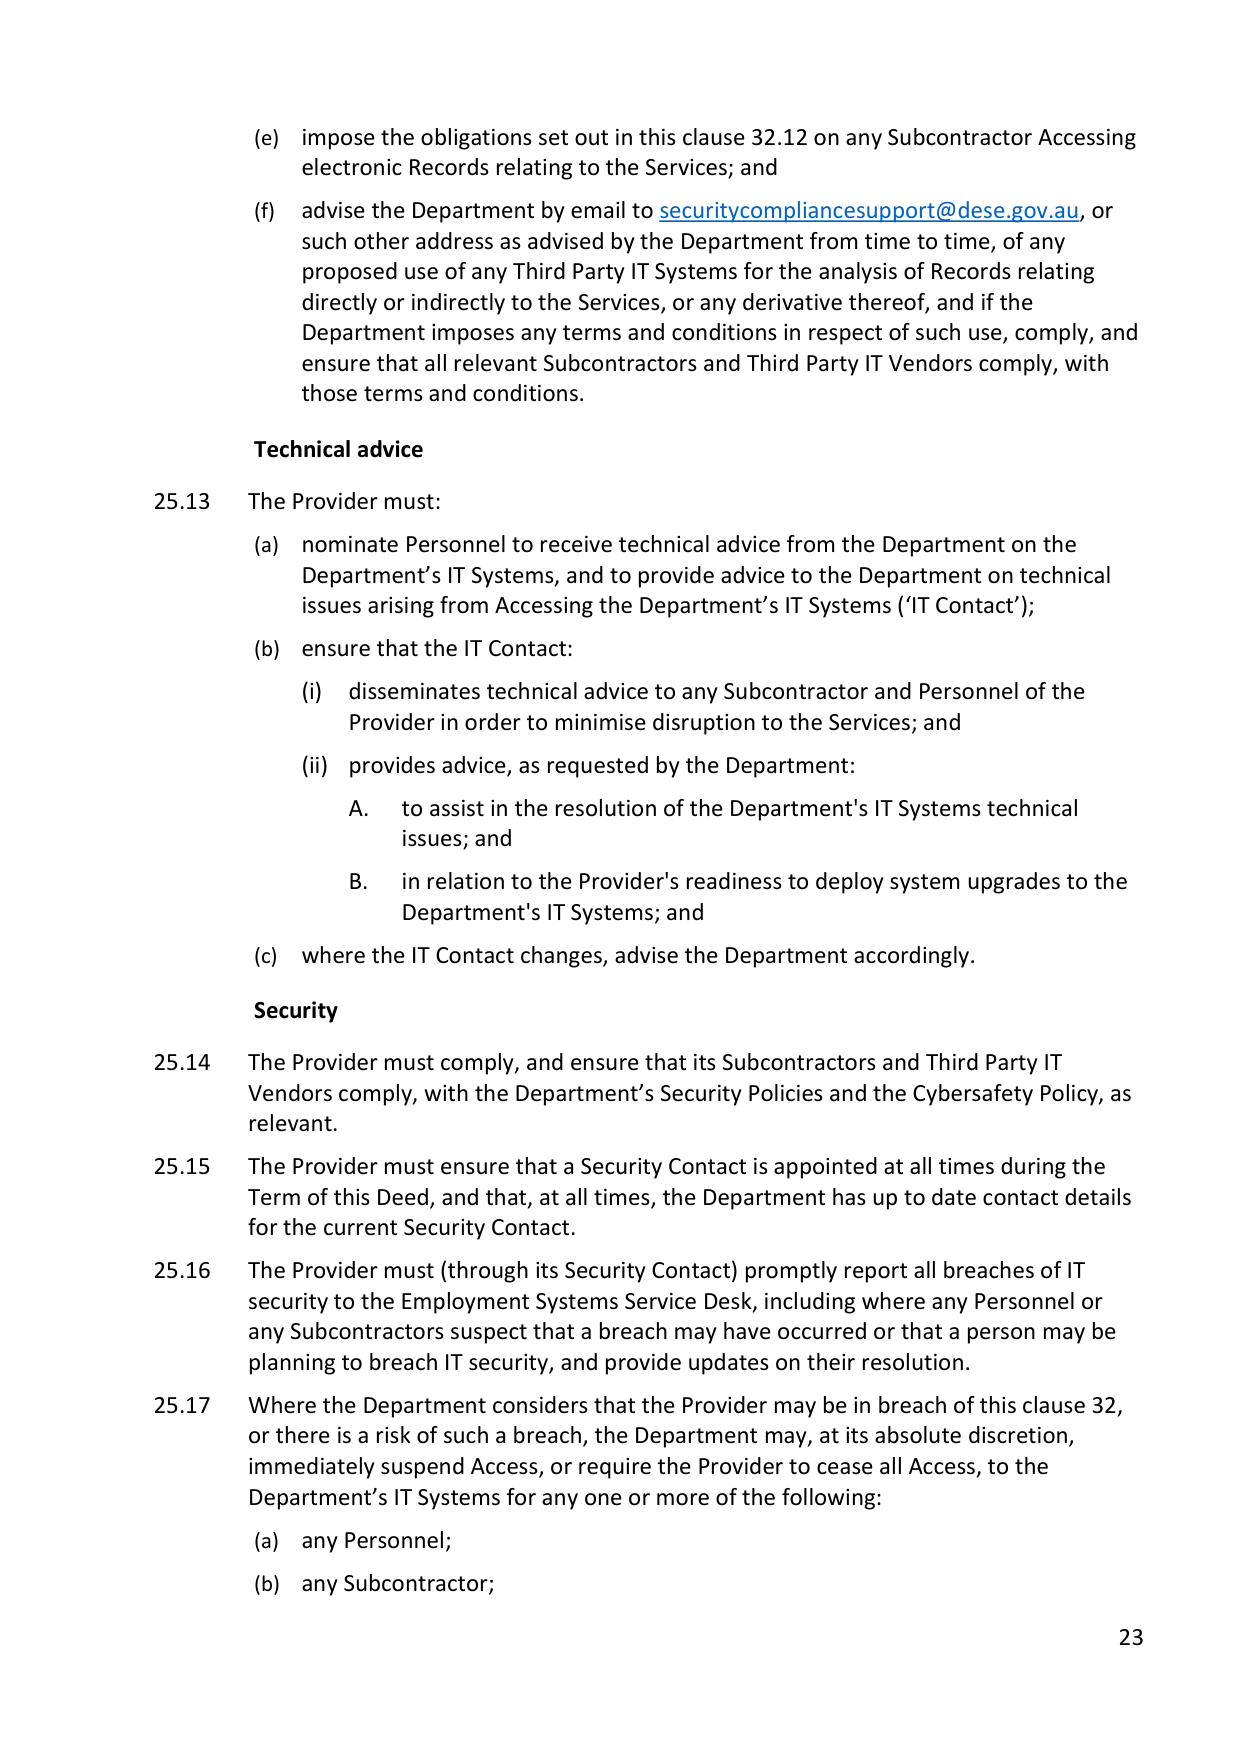 (e) impose the obligations set out in this clause 32.12 on any Subcontractor Accessing
electronic Records relating to the Services; and
(f) advise the Department by email to securitycompliancesupport@dese.gov.au, or
such other address as advised by the Department from time to time, of any
proposed use of any Third Party IT Systems for the analysis of Records relating
directly or indirectly to the Services, or any derivative thereof, and if the
Department imposes any terms and conditions in respect of such use, comply, and
ensure that all relevant Subcontractors and Third Party IT Vendors comply, with
those terms and conditions.
Technical advice
25.13 The Provider must:
(a) nominate Personnel to receive technical advice from the Department on the
Department’s IT Systems, and to provide advice to the Department on technical
issues arising from Accessing the Department’s IT Systems (‘IT Contact’);
(b) ensure that the IT Contact:
(i) disseminates technical advice to any Subcontractor and Personnel of the
Provider in order to minimise disruption to the Services; and
(ii) provides advice, as requested by the Department:
A. to assist in the resolution of the Department's IT Systems technical
issues; and
B. in relation to the Provider's readiness to deploy system upgrades to the
Department's IT Systems; and
(c) where the IT Contact changes, advise the Department accordingly.
Security
25.14 The Provider must comply, and ensure that its Subcontractors and Third Party IT
Vendors comply, with the Department’s Security Policies and the Cybersafety Policy, as
relevant.
25.15 The Provider must ensure that a Security Contact is appointed at all times during the
Term of this Deed, and that, at all times, the Department has up to date contact details
for the current Security Contact.
25.16 The Provider must (through its Security Contact) promptly report all breaches of IT
security to the Employment Systems Service Desk, including where any Personnel or
any Subcontractors suspect that a breach may have occurred or that a person may be
planning to breach IT security, and provide updates on their resolution.
25.17 Where the Department considers that the Provider may be in breach of this clause 32,
or there is a risk of such a breach, the Department may, at its absolute discretion,
immediately suspend Access, or require the Provider to cease all Access, to the
Department’s IT Systems for any one or more of the following:
(a) any Personnel;
(b) any Subcontractor;
23